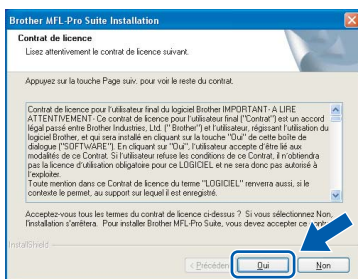 Brother MFL-Pro Suite Installation
Contrat de licence
Lisez attentivement le contrat de licence suivant.
Appuyez sur la touche Page suiv. pour voir le reste du contrat.
Contrat de licence pour l'utilisateur final du logiciel Brother IMPORTANT- A LIRE
ATTENTIVEMENT- Ce contrat de licence pour l'utilisateur final ("Contrat") est un accord
légal passé entre Brother Industries, Ltd. ("Brother") et l'utilisateur, régissant l'utilisation du
logiciel Brother, et qui sera installé en cliquant sur la touche "Oui" de cette boîte de
dialogue ("SOFTWARE"). En cliquant sur "Oui", l'utilisateur accepte d'être lié aux
modalités de ce Contrat. Si l'utilisateur refuse les conditions de ce Contrat, il n'obtiendra
pas la licence d'utilisation obligatoire pour ce LOGICIEL et ne sera donc pas autorisé à
l'exploiter.
Toute mention dans ce Contrat de licence du terme "LOGICIEL" renverra aussi, si le
contexte le permet, au support sur lequel il est enregistré.
Acceptez-vous tous les termes du contrat de licence ci-dessus ? Si vous sélectionnez Non,
l'installation s'arrêtera. Pour installer Brother MFL-Pro Suite, vous devez accepter ce
InstallShield
< Précédent
Oui
Non